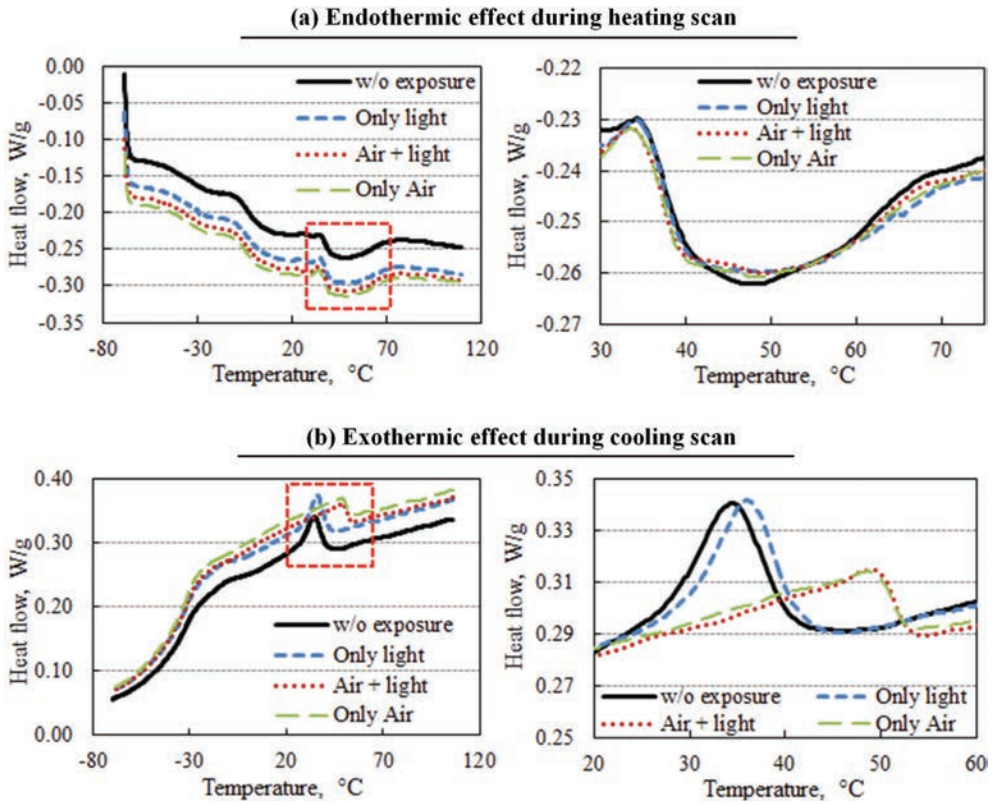 (a) Endothermic effect during heating scan
0.00
-0.05
-0.10
-0.15
-0.20
-0.25
-0.30
-0.35
Heat flow, W/g
w/o exposure
Only light
Air + light
Only Air
-80
-30
20
70
120
Temperature, °C
-0.22
-0.23
-0.24
-0.25
-0.26
-0.27
Heat flow, W/g
w/o exposure
Only light
Air + light
Only Air
30
40
50
60
70
Temperature, °C
(b) Exothermic effect during cooling scan
0.40
0.30
0.20
0.10
0.00
Heat flow, W/g
w/o exposure
Only light
Air + light
Only Air
-80
-30
20
70
120
Temperature, °C
0.35
0.33
0.31
0.29
0.27
0.25
Heat flow, W/g
w/o exposure
Only light
Air + light
Only Air
20
30
40
50
60
Temperature, °C